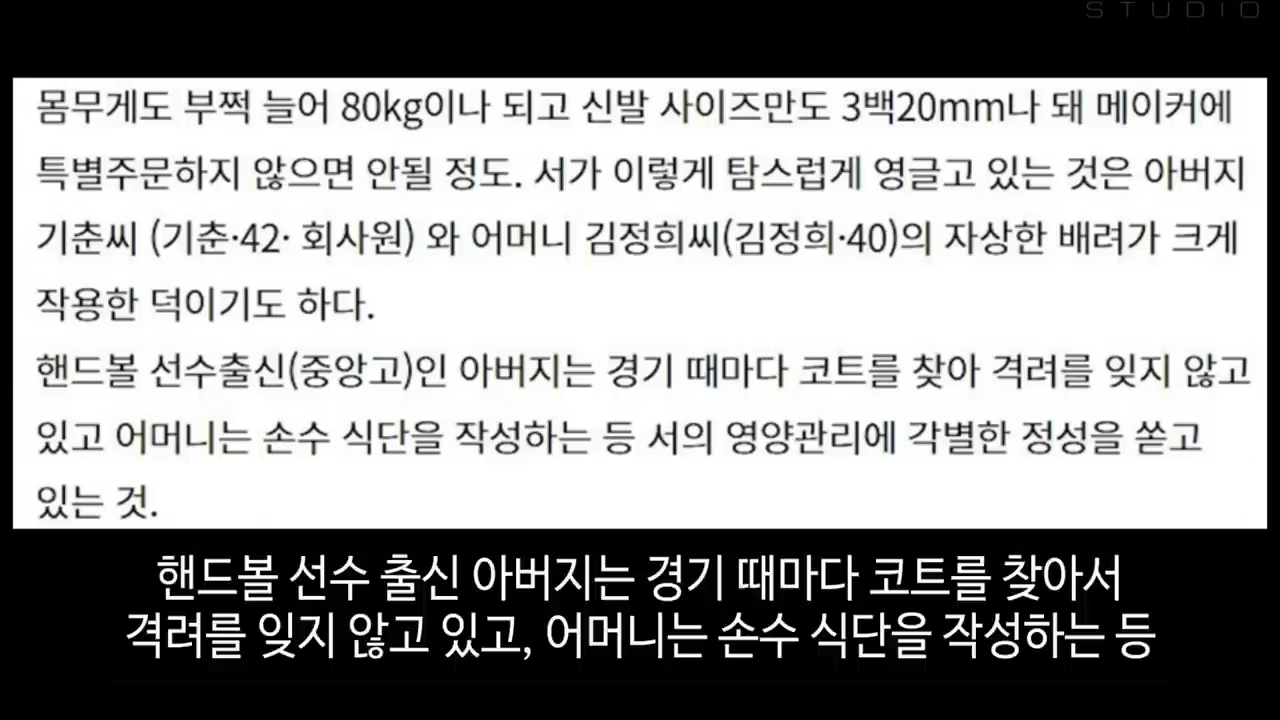 STUDIO
몸무게도 부쩍 늘어 80kg이나 되고 신발 사이즈만도 3백20mm나 돼 메이커에
특별주문하지 않으면 안될 정도. 서가 이렇게 탐스럽게 영글고 있는 것은 아버지
기춘씨 (기춘·42· 회사원) 와 어머니 김정희씨(김정희·40)의 자상한 배려가 크게
작용한 덕이기도 하다.
핸드볼 선수출신(중앙고)인 아버지는 경기 때마다 코트를 찾아 격려를 잊지 않고
있고 어머니는 손수 식단을 작성하는 등 서의 영양관리에 각별한 정성을 쏟고
있는 것.
핸드볼 선수 출신 아버지는 경기 때마다 코트를 찾아서
격려를 잊지 않고 있고, 어머니는 손수 식단을 작성하는 등